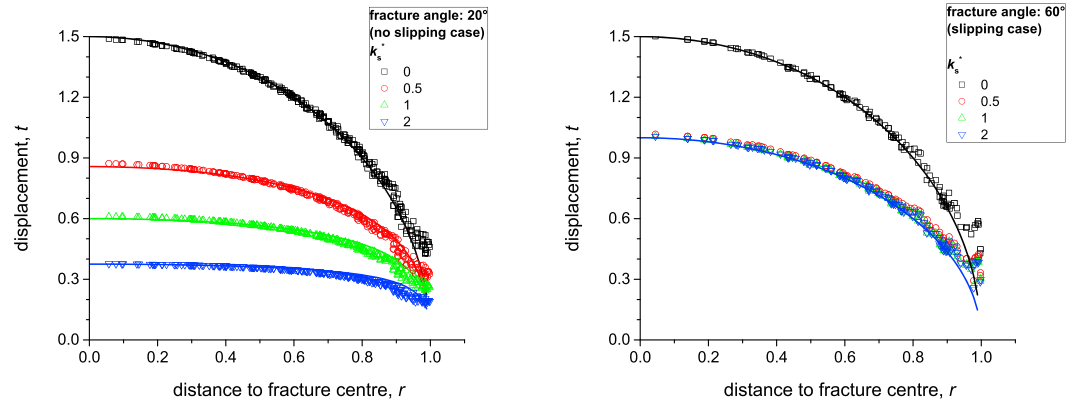 fracture angle: 20°
(no slipping case)
kₛ*
0
0.5
1
2
1.5
1.2
0.9
0.6
0.3
0.0
displacement, t
0.0 0.2 0.4 0.6 0.8 1.0
distance to fracture centre, r
fracture angle: 60°
(slipping case)
kₛ*
0
0.5
1
2
1.5
1.2
0.9
0.6
0.3
0.0
displacement, t
0.0 0.2 0.4 0.6 0.8 1.0
distance to fracture centre, r